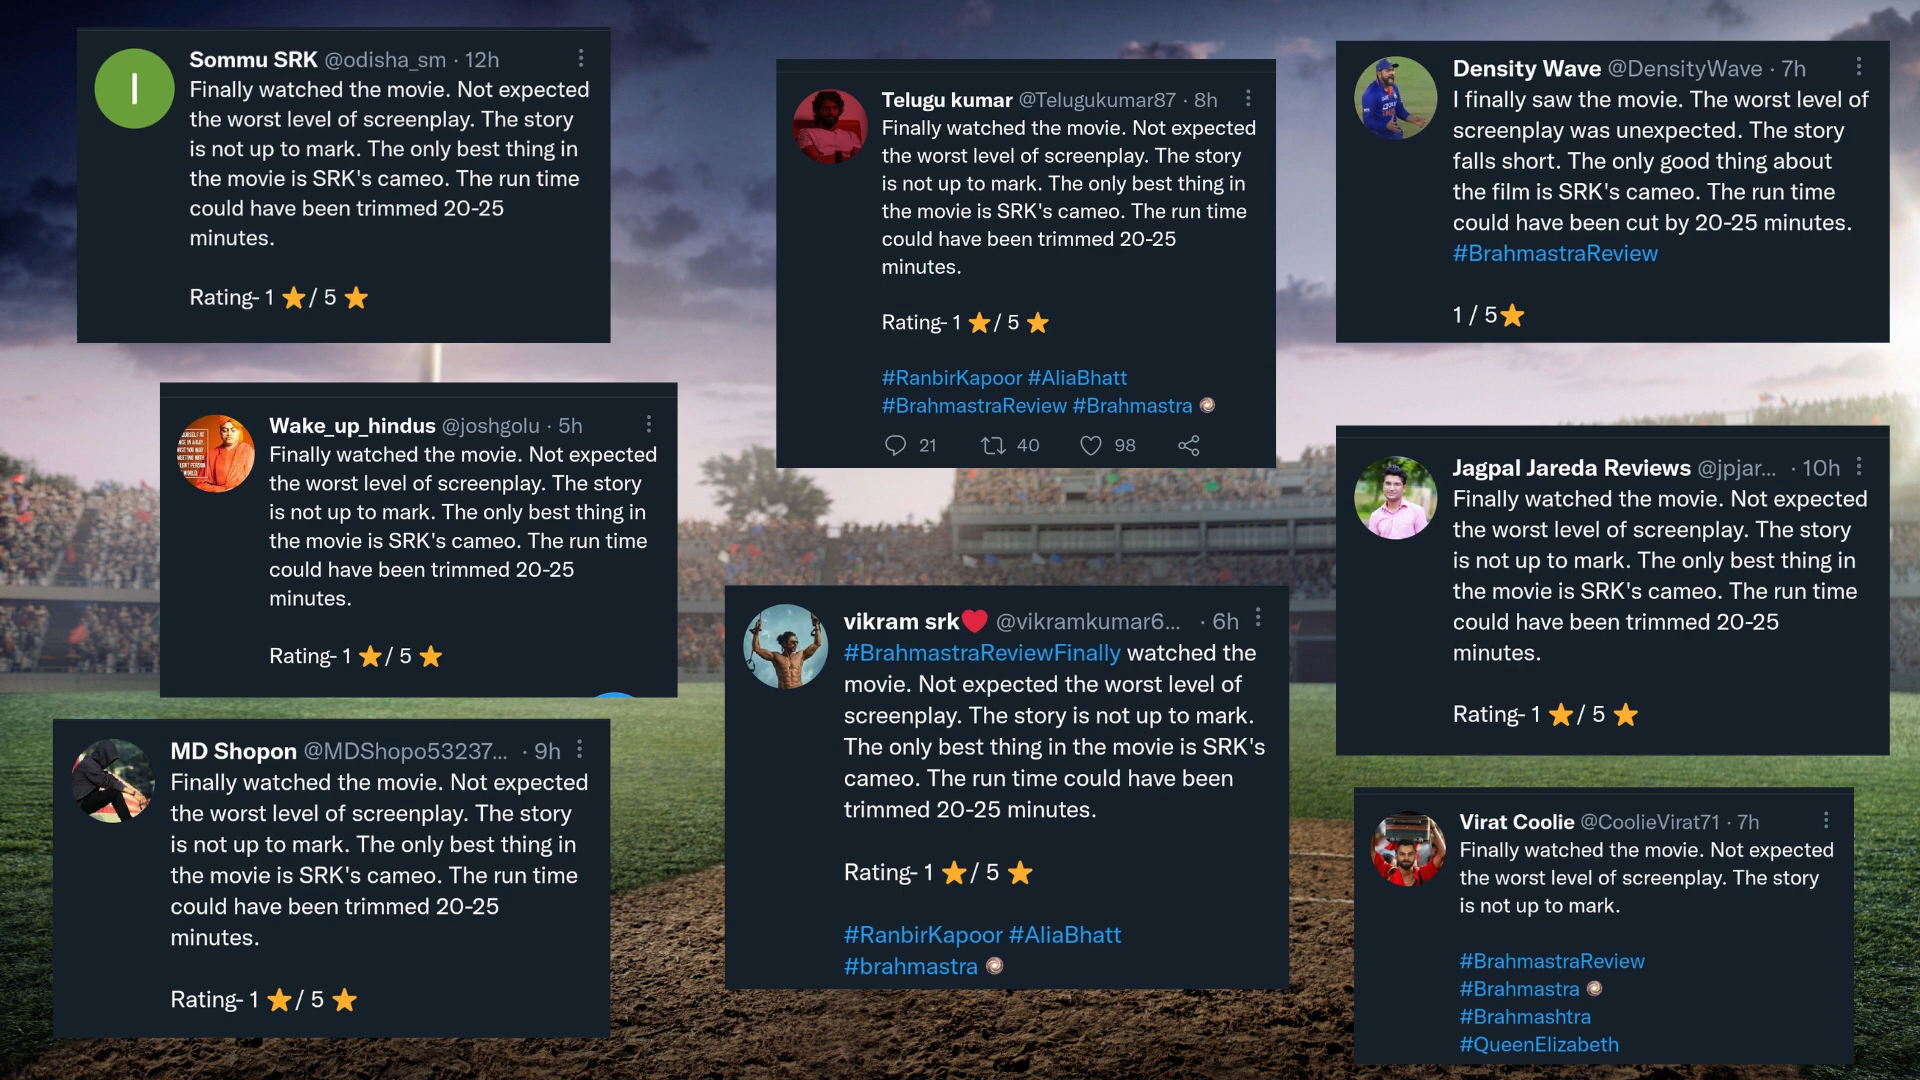 Sommu SRK @odisha_sm · 12h
Finally watched the movie. Not expected
the worst level of screenplay. The story
is not up to mark. The only best thing in
the movie is SRK's cameo. The run time
could have been trimmed 20-25
minutes.
Rating- 1 ⭐/ 5 ⭐
Wake_up_hindus @joshgolu · 5h
Finally watched the movie. Not expected
the worst level of screenplay. The story
is not up to mark. The only best thing in
the movie is SRK's cameo. The run time
could have been trimmed 20-25
minutes.
Rating- 1 ⭐/ 5 ⭐
MD Shopon @MDShopo53237... · 9h
Finally watched the movie. Not expected
the worst level of screenplay. The story
is not up to mark. The only best thing in
the movie is SRK's cameo. The run time
could have been trimmed 20-25
minutes.
Rating- 1 ⭐/ 5 ⭐
Telugu kumar @Telugukumar87 · 8h
Finally watched the movie. Not expected
the worst level of screenplay. The story
is not up to mark. The only best thing in
the movie is SRK's cameo. The run time
could have been trimmed 20-25
minutes.
Rating- 1 ⭐/ 5 ⭐
#RanbirKapoor #AliaBhatt
#BrahmastraReview #Brahmastra
21 40 98
vikram srk❤️ @vikramkumar6... · 6h
#BrahmastraReviewFinally watched the
movie. Not expected the worst level of
screenplay. The story is not up to mark.
The only best thing in the movie is SRK's
cameo. The run time could have been
trimmed 20-25 minutes.
Rating- 1 ⭐/ 5 ⭐
#RanbirKapoor #AliaBhatt
#brahmastra
Density Wave @DensityWave · 7h
I finally saw the movie. The worst level of
screenplay was unexpected. The story
falls short. The only good thing about
the film is SRK's cameo. The run time
could have been cut by 20-25 minutes.
#BrahmastraReview
1 / 5⭐
Jagpal Jareda Reviews @jpjar... · 10h
Finally watched the movie. Not expected
the worst level of screenplay. The story
is not up to mark. The only best thing in
the movie is SRK's cameo. The run time
could have been trimmed 20-25
minutes.
Rating- 1 ⭐/ 5 ⭐
Virat Coolie @CoolieVirat71 · 7h
Finally watched the movie. Not expected
the worst level of screenplay. The story
is not up to mark.
#BrahmastraReview
#Brahmastra
#Brahmashtra
#QueenElizabeth